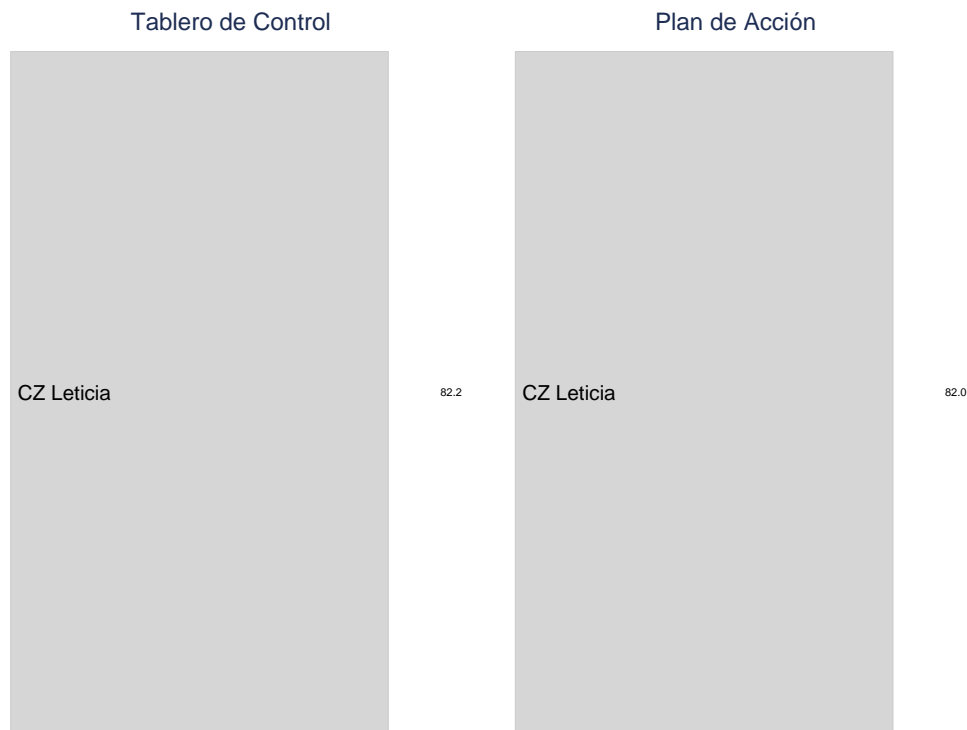 Tablero de Control
CZ Leticia 82.2
Plan de Acción
CZ Leticia 82.0